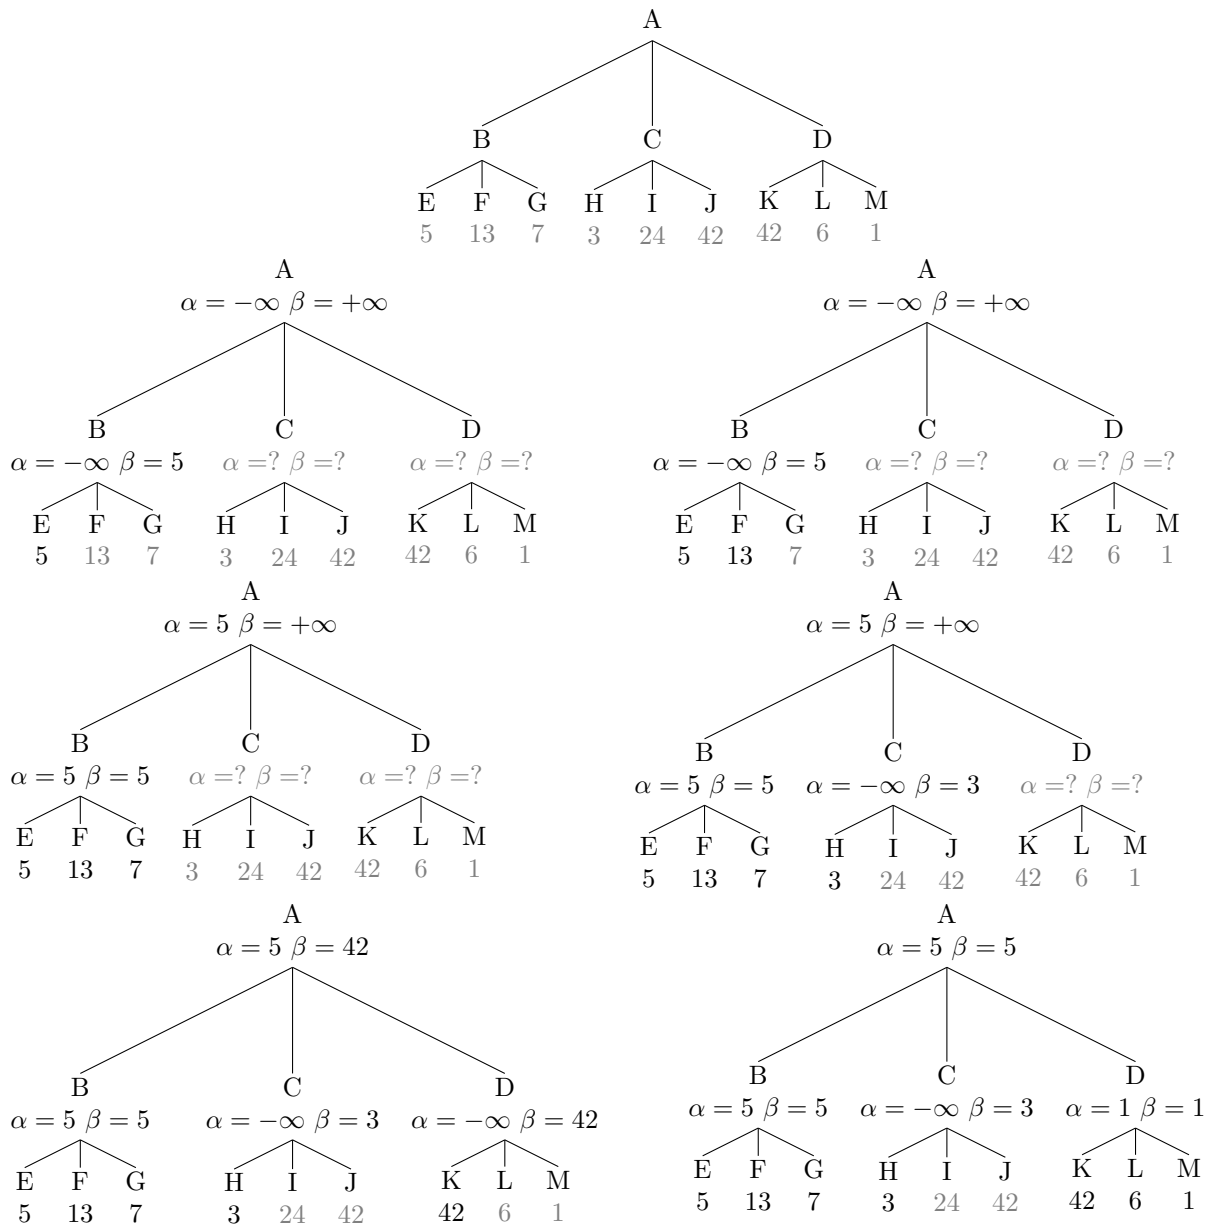 A
B C D
E F G H I J K L M
5 13 7 3 24 42 42 6 1
A
α = −∞ β = +∞
B C D
α = −∞ β = 5 α =? β =? α =? β =?
E F G H I J K L M
5 13 7 3 24 42 42 6 1
A
α = −∞ β = +∞
B C D
α = −∞ β = 5 α =? β =? α =? β =?
E F G H I J K L M
5 13 7 3 24 42 42 6 1
A
α = 5 β = +∞
B C D
α = 5 β = 5 α =? β =? α =? β =?
E F G H I J K L M
5 13 7 3 24 42 42 6 1
A
α = 5 β = +∞
B C D
α = 5 β = 5 α = −∞ β = 3 α =? β =?
E F G H I J K L M
5 13 7 3 24 42 42 6 1
A
α = 5 β = 42
B C D
α = 5 β = 5 α = −∞ β = 3 α = −∞ β = 42
E F G H I J K L M
5 13 7 3 24 42 42 6 1
A
α = 5 β = 5
B C D
α = 5 β = 5 α = −∞ β = 3 α = 1 β = 1
E F G H I J K L M
5 13 7 3 24 42 42 6 1